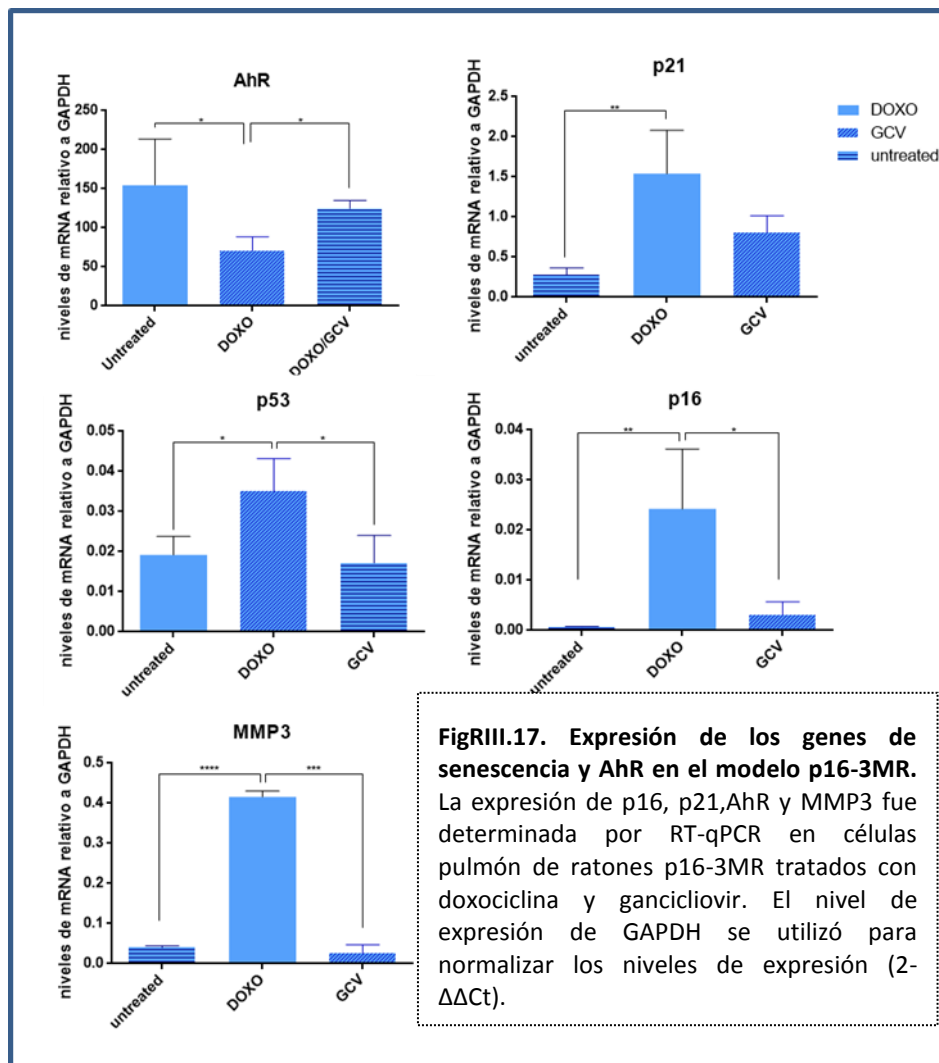 AhR
niveles de mRNA relativo a GAPDH
250
200
150
100
50
0
*
*
Untreated
DOXO
DOXO/GCV
p21
niveles de mRNA relativo a GAPDH
2.5
2.0
1.5
1.0
0.5
0.0
**
untreated
DOXO
GCV
DOXO
GCV
untreated
p53
niveles de mRNA relativo a GAPDH
0.05
0.04
0.03
0.02
0.01
0.00
*
*
untreated
DOXO
GCV
p16
niveles de mRNA relativo a GAPDH
0.04
0.03
0.02
0.01
0.00
**
*
untreated
DOXO
GCV
MMP3
niveles de mRNA relativo a GAPDH
0.5
0.4
0.3
0.2
0.1
0.0
****
***
untreated
DOXO
GCV
FigRIII.17. Expresión de los genes de
senescencia y AhR en el modelo p16-3MR.
La expresión de p16, p21,AhR y MMP3 fue
determinada por RT-qPCR en células
pulmón de ratones p16-3MR tratados con
doxociclina y gancicliovir. El nivel de
expresión de GAPDH se utilizó para
normalizar los niveles de expresión (2-
ΔΔCt).